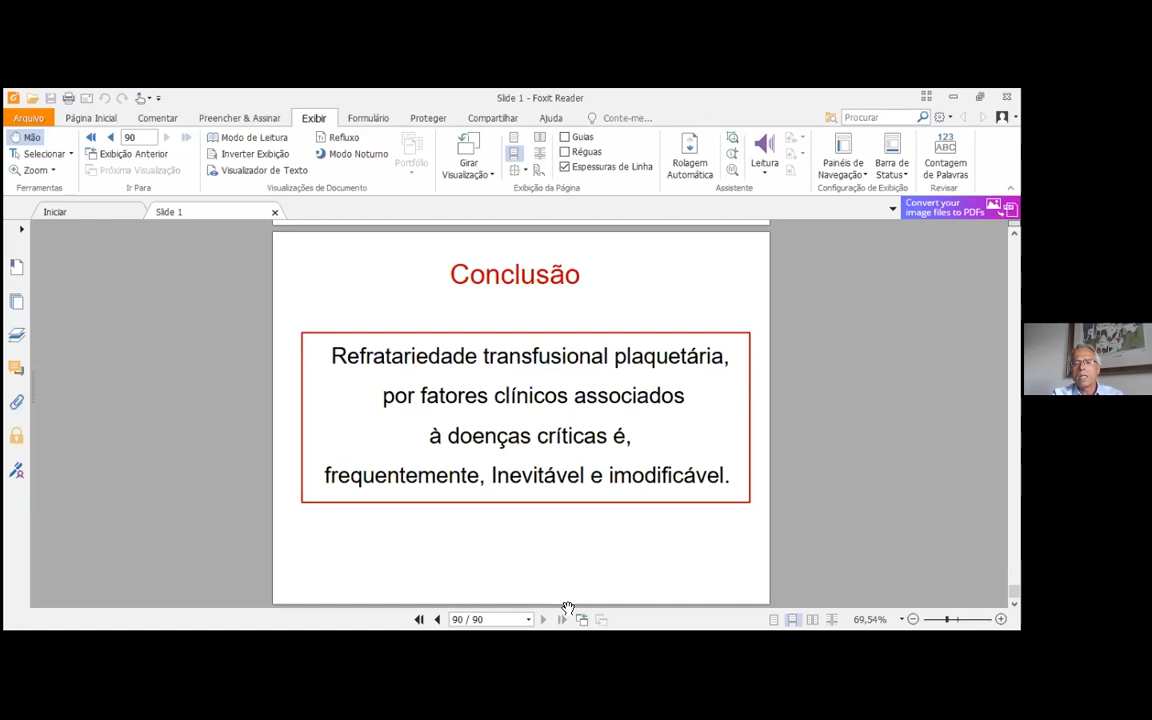 Slide 1 - Foxit Reader
Arquivo
Página Inicial
Comentar
Preencher & Assinar
Exibir
Formulário
Proteger
Compartilhar
Ajuda
Conte-me...
Procurar
Mão
Selecionar
Zoom
Ferramentas
90
Exibição Anterior
Próxima Visualização
Ir Para
Modo de Leitura
Inverter Exibição
Visualizador de Texto
Refluxo
Modo Noturno
Portfólio
Visualizações de Documento
Girar
Visualização
Guias
Réguas
Espessuras de Linha
Exibição da Página
Rolagem
Automática
Leitura
Assistente
Painéis de
Navegação
Barra de
Status
Configuração de Exibição
123
ABC
Contagem
de Palavras
Revisar
Iniciar
Slide 1
Convert your
image files to PDFs
Conclusão
Refratariedade transfusional plaquetária,
por fatores clínicos associados
à doenças críticas é,
frequentemente, Inevitável e imodificável.
90 / 90
69,54%